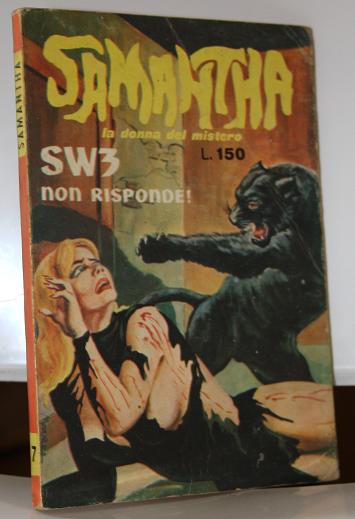 SAMANTHA
SAMANTHA
la donna del mistero
L. 150
SW3
NON RISPONDE!
7